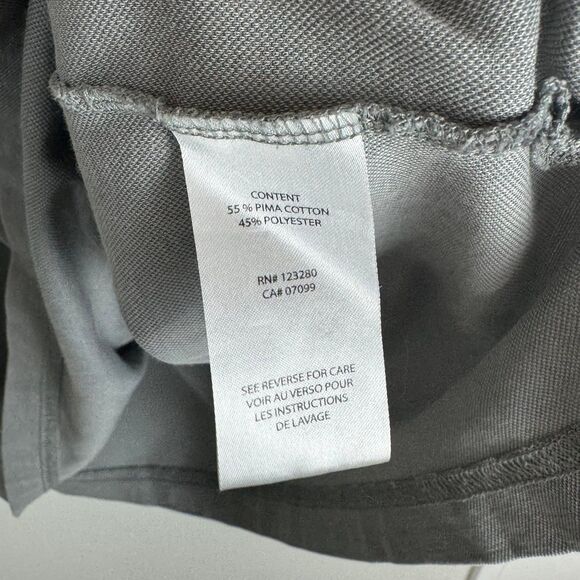 CONTENT
55 % PIMA COTTON
45% POLYESTER
RN# 123280
CA# 07099
SEE REVERSE FOR CARE
VOIR AU VERSO POUR
LES INSTRUCTIONS
DE LAVAGE